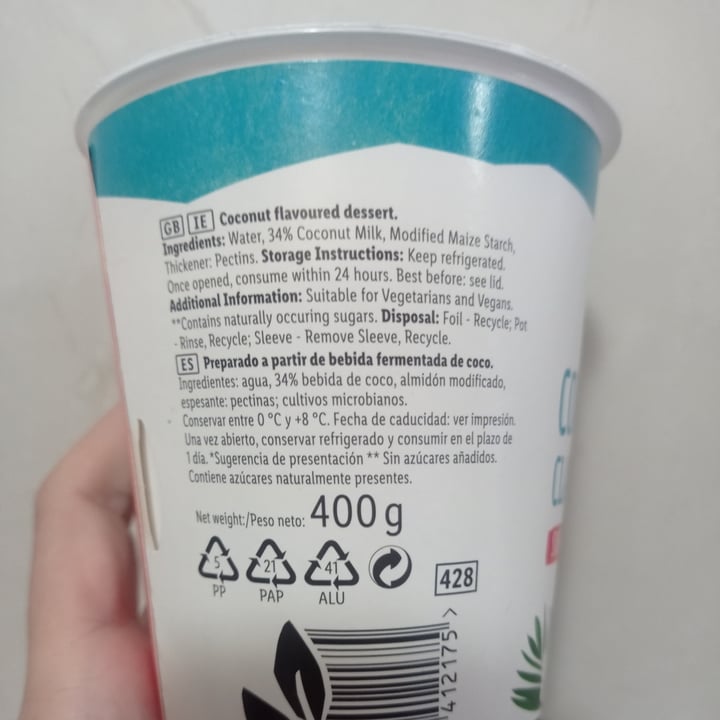 GB IE Coconut flavoured dessert.
Ingredients: Water, 34% Coconut Milk, Modified Maize Starch,
Thickener: Pectins. Storage Instructions: Keep refrigerated.
Once opened, consume within 24 hours. Best before: see lid.
Additional Information: Suitable for Vegetarians and Vegans.
**Contains naturally occuring sugars. Disposal: Foil - Recycle; Pot
- Rinse, Recycle; Sleeve - Remove Sleeve, Recycle.
ES Preparado a partir de bebida fermentada de coco.
Ingredientes: agua, 34% bebida de coco, almidón modificado,
espesante: pectinas; cultivos microbianos.
Conservar entre 0 °C y +8 °C. Fecha de caducidad: ver impresión.
Una vez abierto, conservar refrigerado y consumir en el plazo de
1 día. *Sugerencia de presentación ** Sin azúcares añadidos.
Contiene azúcares naturalmente presentes.
Net weight:/Peso neto: 400 g
5 21 41
PP PAP ALU
428
412175 >